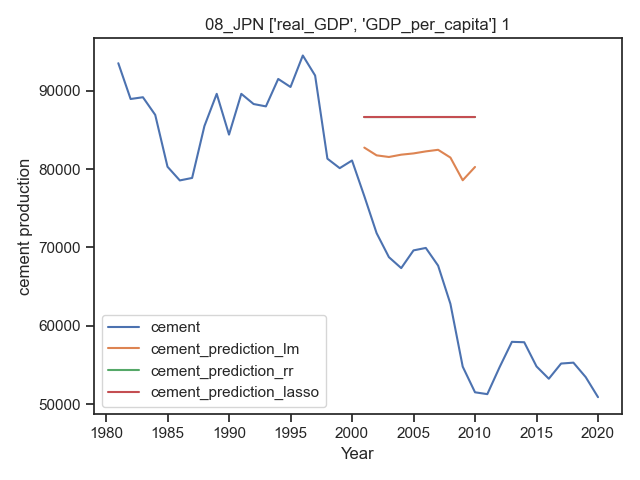 08_JPN ['real_GDP', 'GDP_per_capita'] 1
cement production
90000
80000
70000
60000
50000
cement
cement_prediction_lm
cement_prediction_rr
cement_prediction_lasso
1980 1985 1990 1995 2000 2005 2010 2015 2020
Year